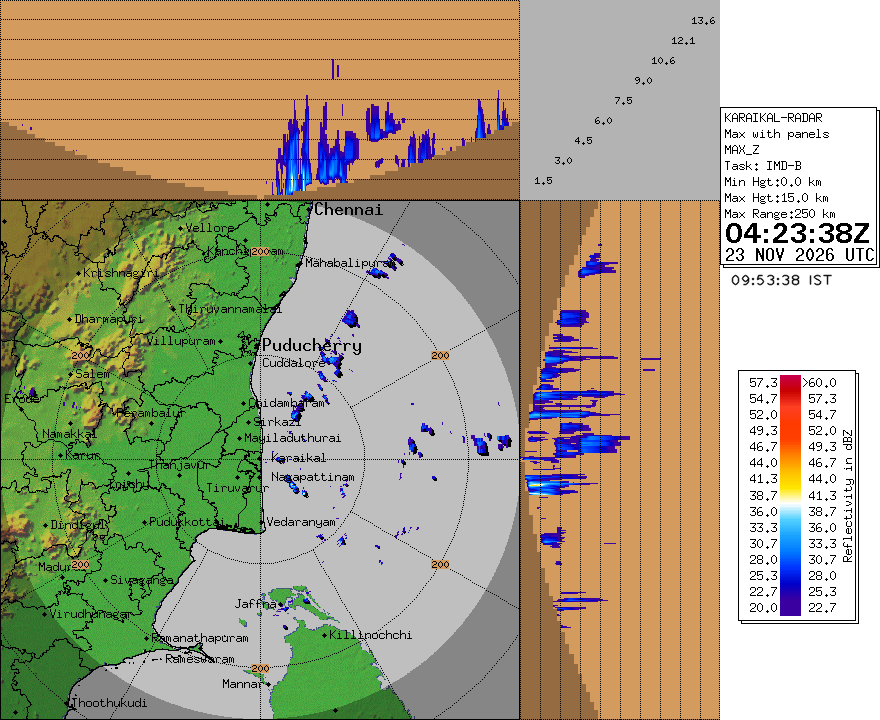 13.6
12.1
10.6
9.0
7.5
6.0
4.5
3.0
1.5
KARAIKAL-RADAR
Max with panels
MAX_Z
Task: IMD-B
Min Hgt:0.0 km
Max Hgt:15.0 km
Max Range:250 km
04:23:38Z
23 NOV 2026 UTC
09:53:38 IST
Chennai
Vellore
200
Mahabalipuram
Krishnagiri
Thiruvannamalai
Dharmapuri
Villupuram
Puducherry
200
200
Cuddalore
Salem
Erode
Chidambaram
Perambalur
Sirkazi
Namakkal
Mayiladuthurai
Karur
Karaikal
Thanjavur
Nagapattinam
Tiruvarur
Dindigul
Pudukkottai
Vedaranyam
200
200
Madurai
Sivaganga
Jaffna
Virudhunagar
Ramanathapuram
Killinochchi
Rameswaram
200
Mannar
Thoothukudi
57.3 >60.0
54.7 57.3
52.0 54.7
49.3 52.0
46.7 49.3
44.0 46.7
41.3 44.0
38.7 41.3
36.0 38.7
33.3 36.0
30.7 33.3
28.0 30.7
25.3 28.0
22.7 25.3
20.0 22.7
Reflectivity in dBZ